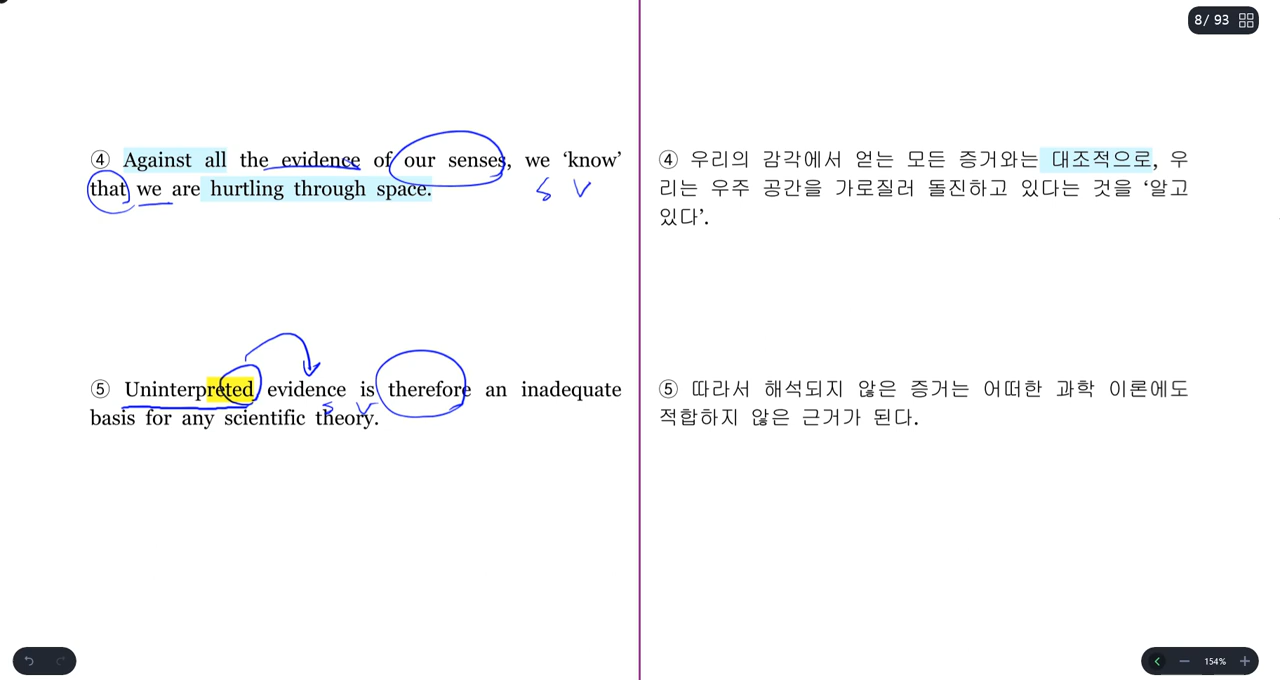 8/ 93
④ Against all the evidence of our senses, we ‘know’
that we are hurtling through space.
S V
④ 우리의 감각에서 얻는 모든 증거와는 대조적으로, 우
리는 우주 공간을 가로질러 돌진하고 있다는 것을 ‘알고
있다’.
⑤ Uninterpreted evidence is therefore an inadequate
S V
basis for any scientific theory.
⑤ 따라서 해석되지 않은 증거는 어떠한 과학 이론에도
적합하지 않은 근거가 된다.
154%